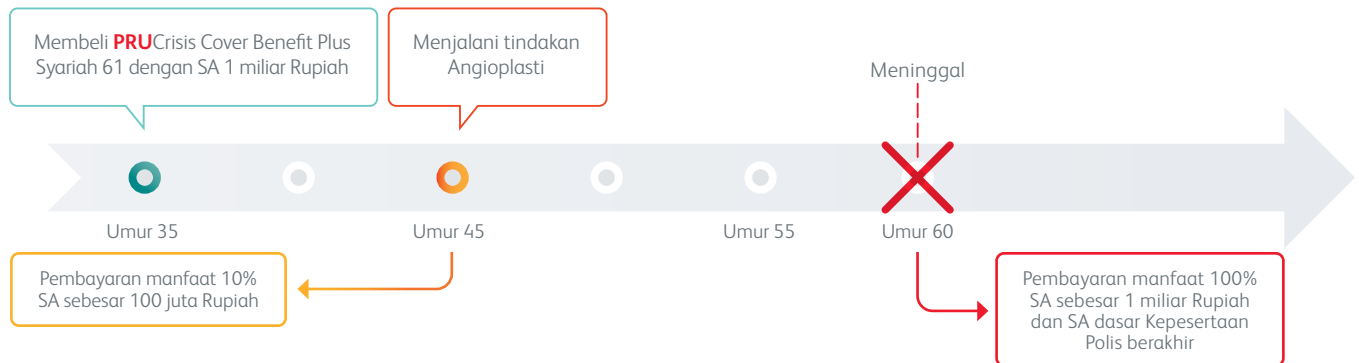 Membeli PRUCrisis Cover Benefit Plus
Syariah 61 dengan SA 1 miliar Rupiah
Menjalani tindakan
Angioplasti
Meninggal
Umur 35
Umur 45
Umur 55
Umur 60
Pembayaran manfaat 10%
SA sebesar 100 juta Rupiah
Pembayaran manfaat 100%
SA sebesar 1 miliar Rupiah
dan SA dasar Kepesertaan
Polis berakhir